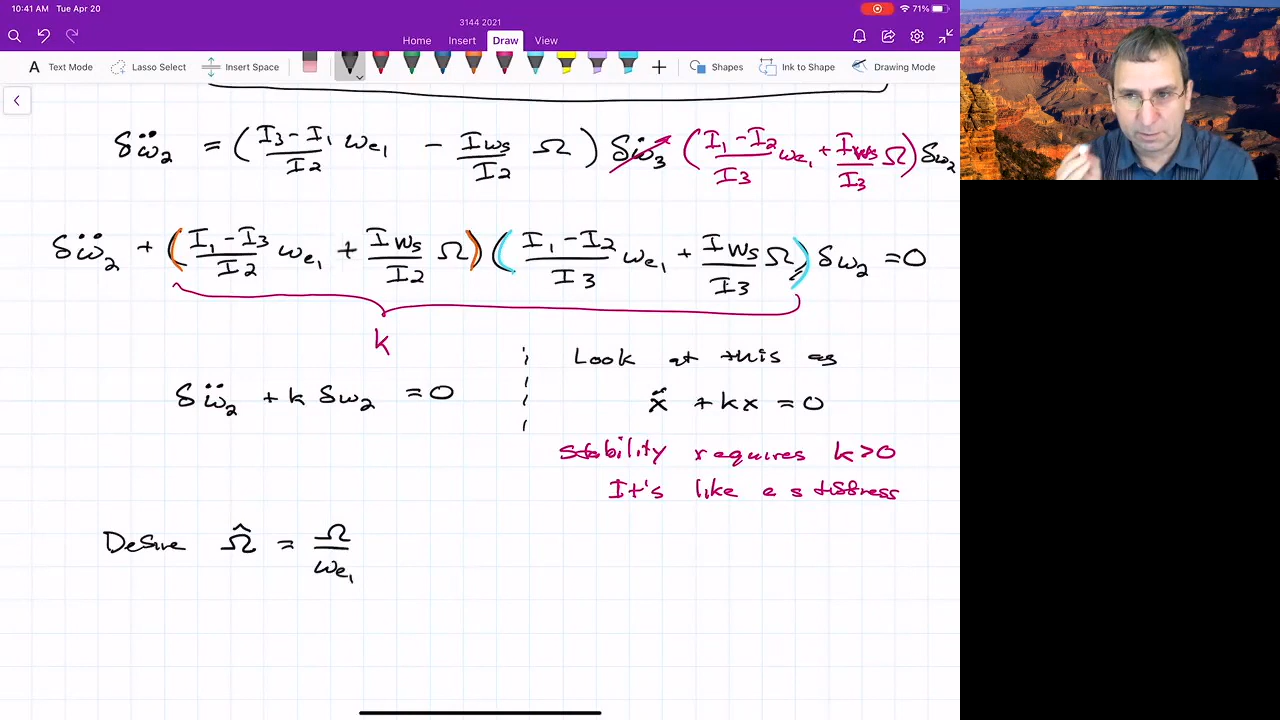 10:41 AM Tue Apr 20
71%
3144 2021
Home Insert Draw View
A Text Mode Lasso Select Insert Space + Shapes Ink to Shape Drawing Mode
δω̈₂ = ( (I₃ − I₁)/I₂ ωe₁ − Iws/I₂ Ω ) δω̇₃ ( (I₁ − I₂)/I₃ ωe₁ + Iws/I₃ Ω ) δω₂
δω̈₂ + ( (I₁ − I₃)/I₂ ωe₁ + Iws/I₂ Ω ) ( (I₁ − I₂)/I₃ ωe₁ + Iws/I₃ Ω ) δω₂ = 0
k
Look at this as
δω̈₂ + k δω₂ = 0
ẍ + kx = 0
stability requires k>0
It's like a stiffness
Define Ω̂ = Ω/ωe₁